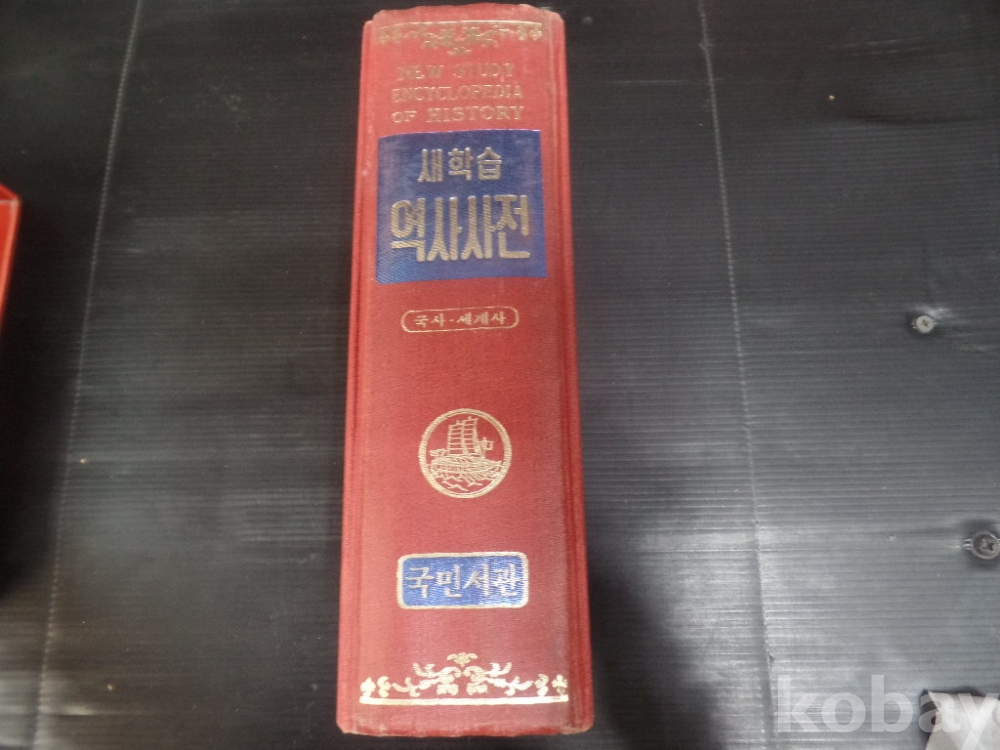 NEW STUDY
ENCYCLOPEDIA
OF HISTORY
새학습
역사사전
국사·세계사
국민서관
kobay